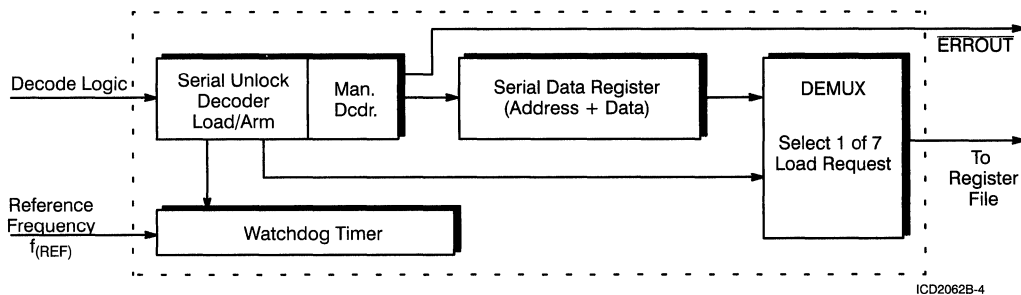 ERROUT
Decode Logic
Serial Unlock
Decoder
Load/Arm
Man.
Dcdr.
Serial Data Register
(Address + Data)
DEMUX
Select 1 of 7
Load Request
To
Register
File
Reference
Frequency
f(REF)
Watchdog Timer
ICD2062B-4